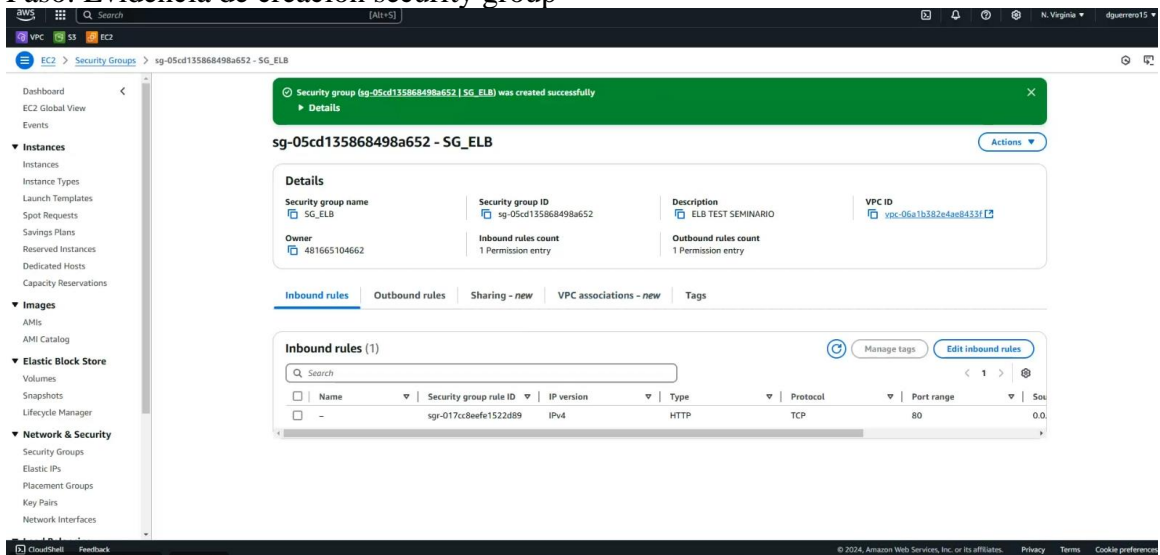 Paso: Evidencia de creación security group
aws
Search
[Alt+S]
N. Virginia
dguerrero15
VPC
S3
EC2
EC2 > Security Groups > sg-05cd135868498a652 - SG_ELB
Dashboard
EC2 Global View
Events
Instances
Instances
Instance Types
Launch Templates
Spot Requests
Savings Plans
Reserved Instances
Dedicated Hosts
Capacity Reservations
Images
AMIs
AMI Catalog
Elastic Block Store
Volumes
Snapshots
Lifecycle Manager
Network & Security
Security Groups
Elastic IPs
Placement Groups
Key Pairs
Network Interfaces
Security group (sg-05cd135868498a652 | SG_ELB) was created successfully
Details
sg-05cd135868498a652 - SG_ELB
Actions
Details
Security group name
SG_ELB
Security group ID
sg-05cd135868498a652
Description
ELB TEST SEMINARIO
VPC ID
vpc-06a1b382e4ae8433f
Owner
481665104662
Inbound rules count
1 Permission entry
Outbound rules count
1 Permission entry
Inbound rules
Outbound rules
Sharing - new
VPC associations - new
Tags
Inbound rules (1)
Manage tags
Edit inbound rules
Search
1
Name | Security group rule ID | IP version | Type | Protocol | Port range | Sou
– sgr-017cc8eefe1522d89 IPv4 HTTP TCP 80 0.0.
CloudShell Feedback
© 2024, Amazon Web Services, Inc. or its affiliates. Privacy Terms Cookie preferences